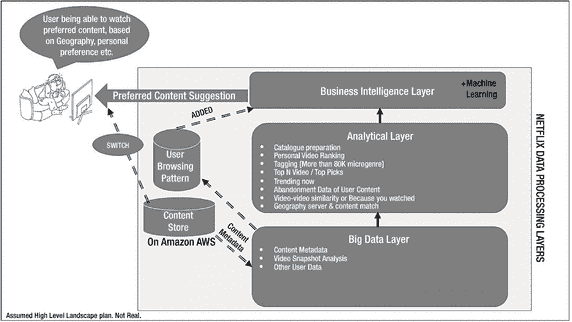 User being able to watch
preferred content, based
on Geography, personal
preference etc.
Preferred Content Suggestion
Business Intelligence Layer
+Machine
Learning
ADDED
SWITCH
User
Browsing
Pattern
Content
Store
On Amazon AWS
Content
Metadata
Analytical Layer
• Catalogue preparation
• Personal Video Ranking
• Tagging [More than 80K microgenre]
• Top N Video / Top Picks
• Trending now
• Abandonment Data of User Content
• Video-video similarity or Because you watched
• Geography server & content match
Big Data Layer
• Content Metadata
• Video Snapshot Analysis
• Other User Data
NETFLIX DATA PROCESSING LAYERS
Assumed High Level Landscape plan. Not Real.